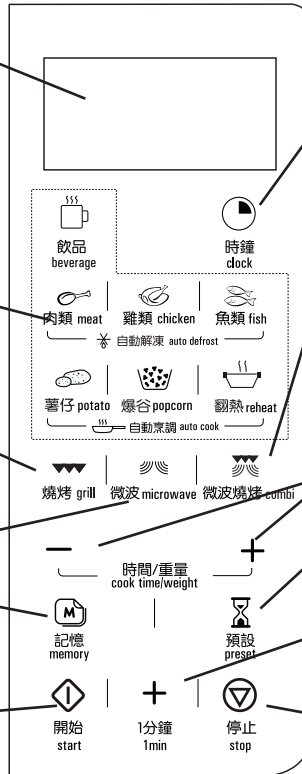 飲品
beverage
時鐘
clock
肉類 meat
雞類 chicken
魚類 fish
自動解凍 auto defrost
薯仔 potato
爆谷 popcorn
翻熱 reheat
自動烹調 auto cook
燒烤 grill
微波 microwave
微波燒烤 combi
− +
時間/重量
cook time/weight
M
記憶
memory
預設
preset
開始
start
+
1分鐘
1min
停止
stop